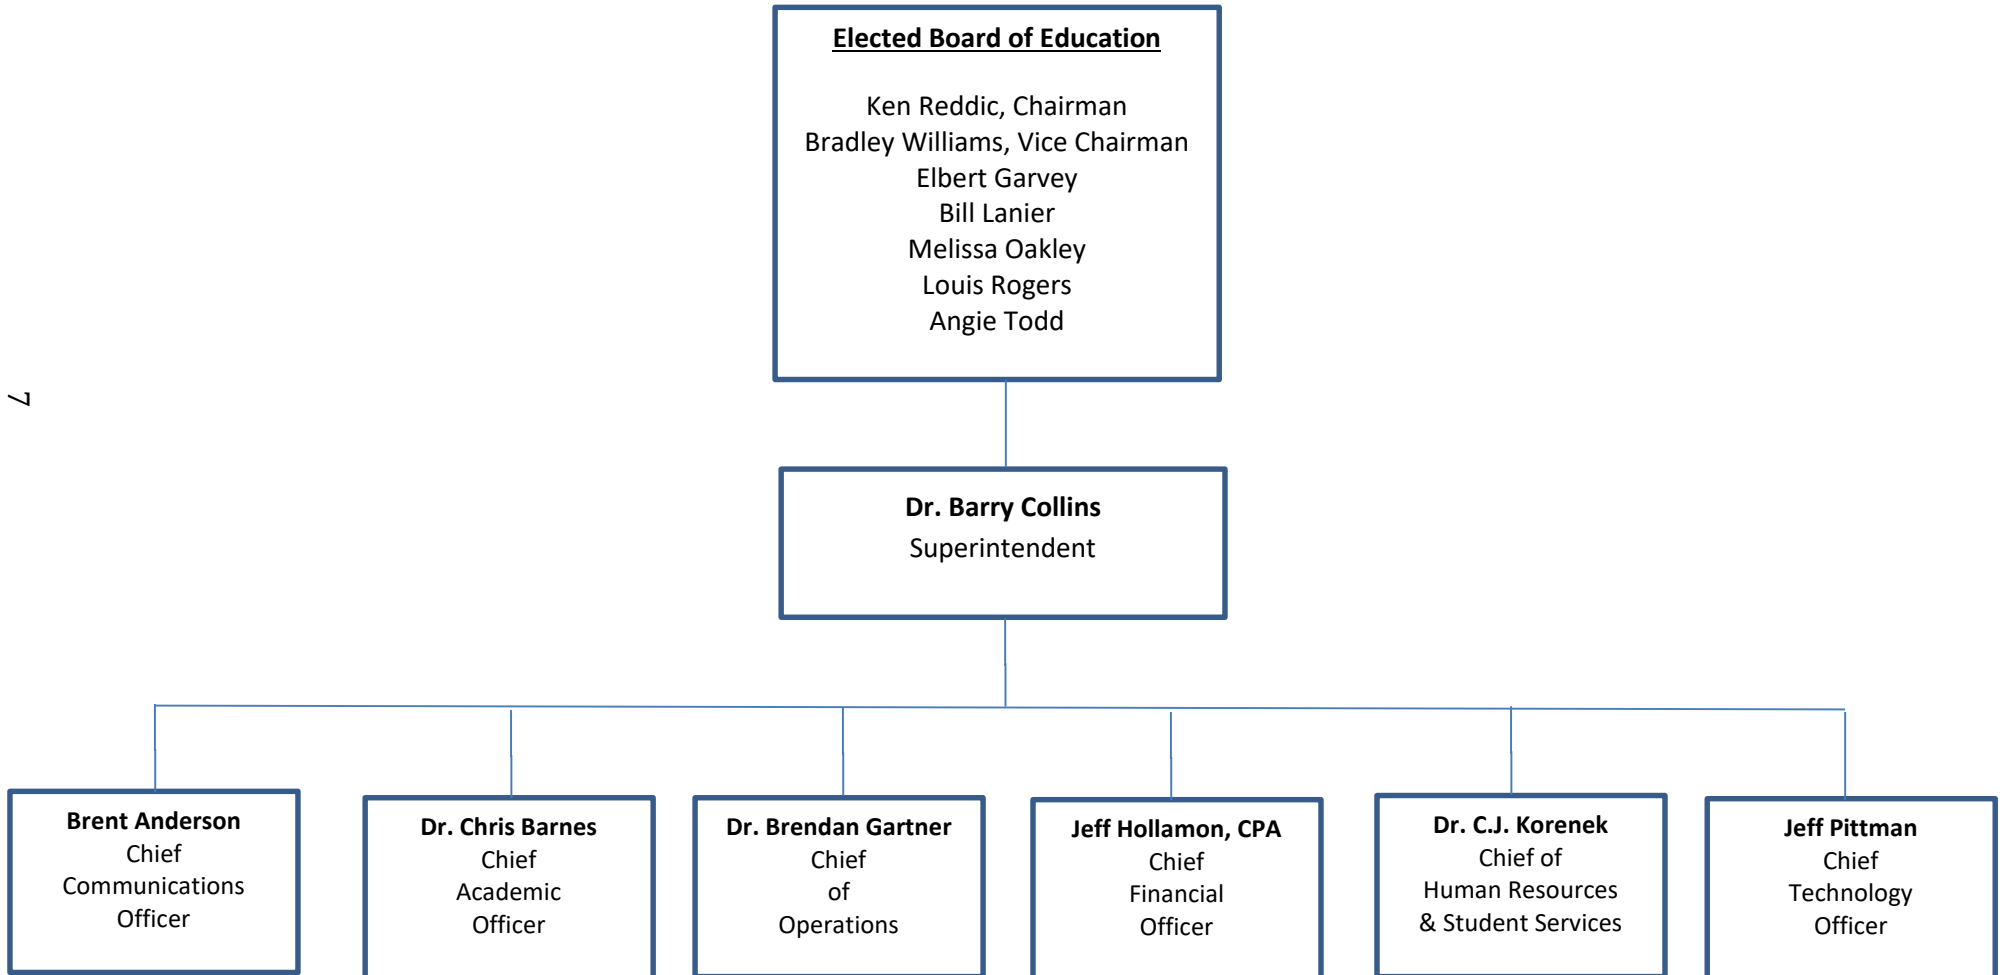 Elected Board of Education
Ken Reddic, Chairman
Bradley Williams, Vice Chairman
Elbert Garvey
Bill Lanier
Melissa Oakley
Louis Rogers
Angie Todd
7
Dr. Barry Collins
Superintendent
Brent Anderson
Chief
Communications
Officer
Dr. Chris Barnes
Chief
Academic
Officer
Dr. Brendan Gartner
Chief
of
Operations
Jeff Hollamon, CPA
Chief
Financial
Officer
Dr. C.J. Korenek
Chief of
Human Resources
& Student Services
Jeff Pittman
Chief
Technology
Officer